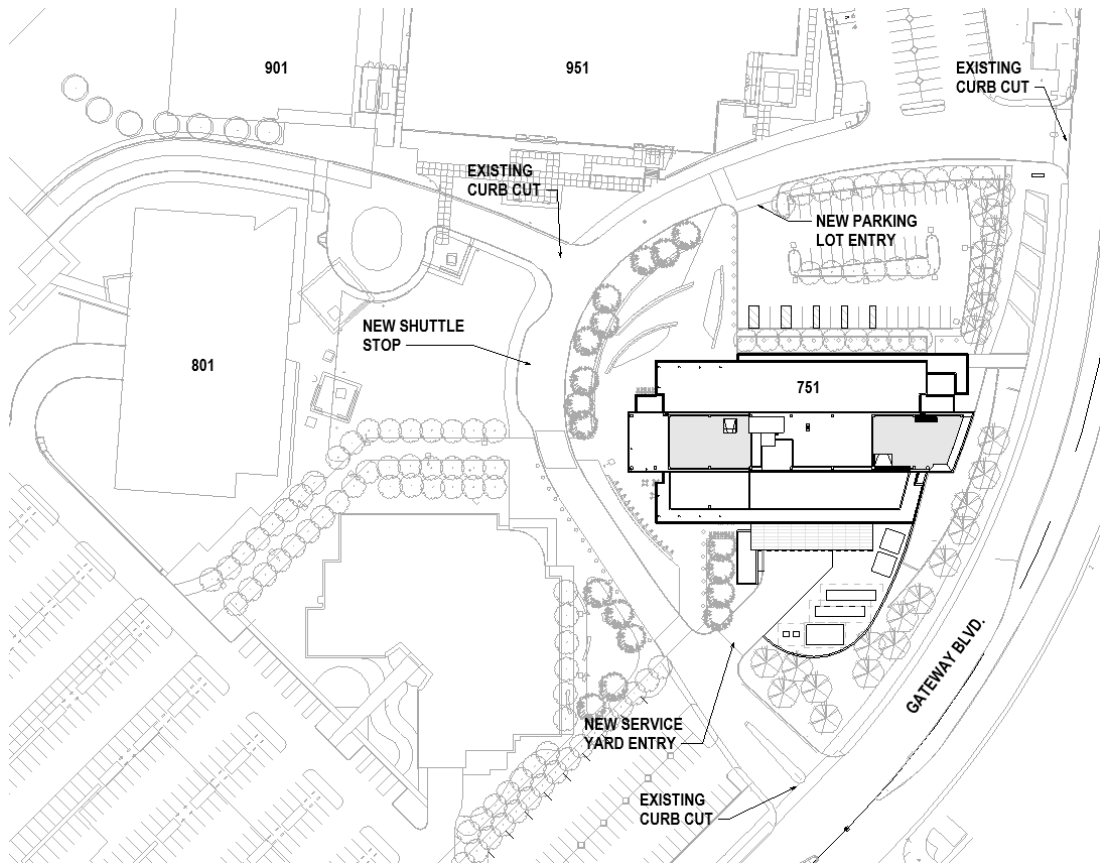 901
951
EXISTING
CURB CUT
EXISTING
CURB CUT
NEW PARKING
LOT ENTRY
NEW SHUTTLE
STOP
801
751
GATEWAY BLVD.
NEW SERVICE
YARD ENTRY
EXISTING
CURB CUT